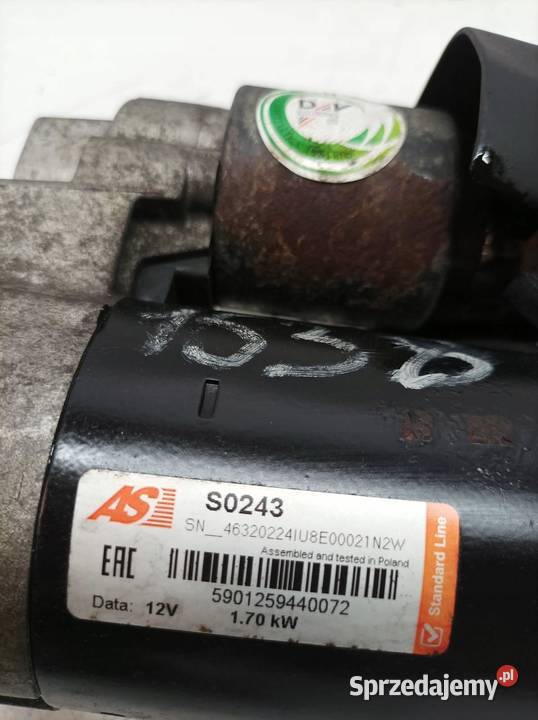 AS
S0243
SN__46320224IU8E00021N2W
Assembled and tested in Poland
EAC
5901259440072
Data: 12V
1.70 kW
Standard Line
Sprzedajemy.pl